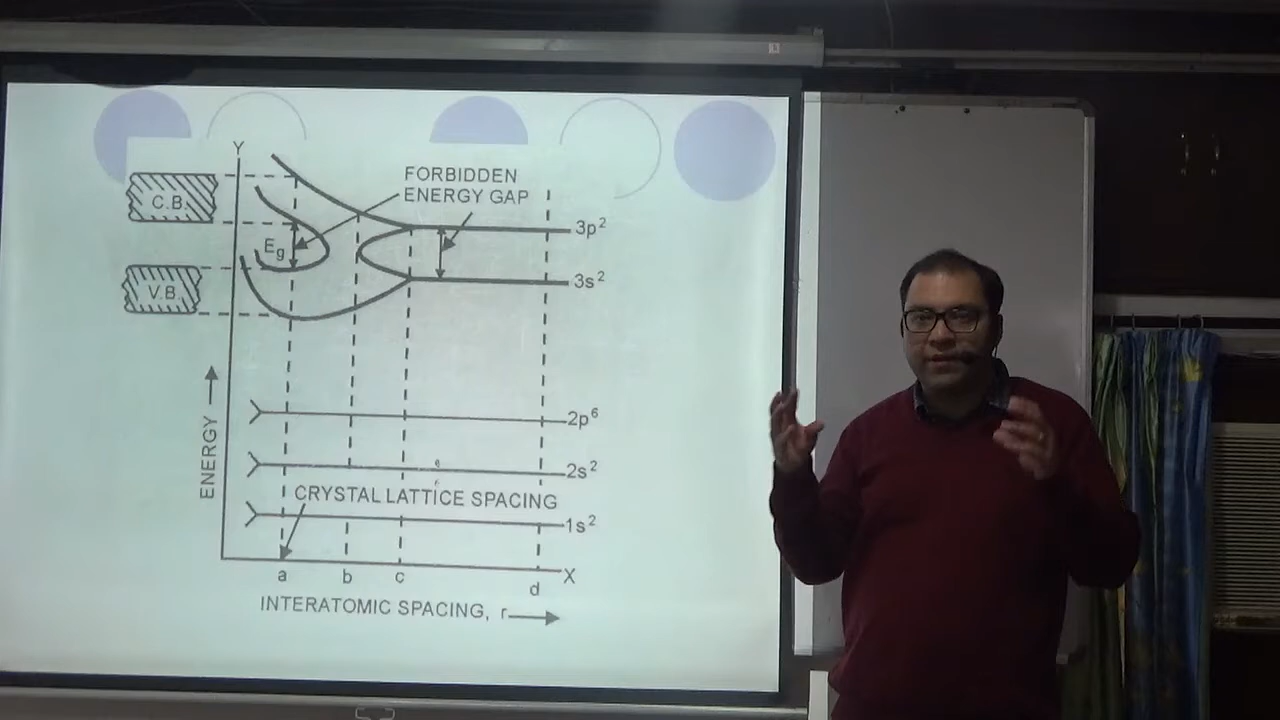 Y
FORBIDDEN
ENERGY GAP
C.B.
3p²
Eg
3s²
V.B.
2p⁶
2s²
CRYSTAL LATTICE SPACING
1s²
ENERGY
a b c d X
INTERATOMIC SPACING, r